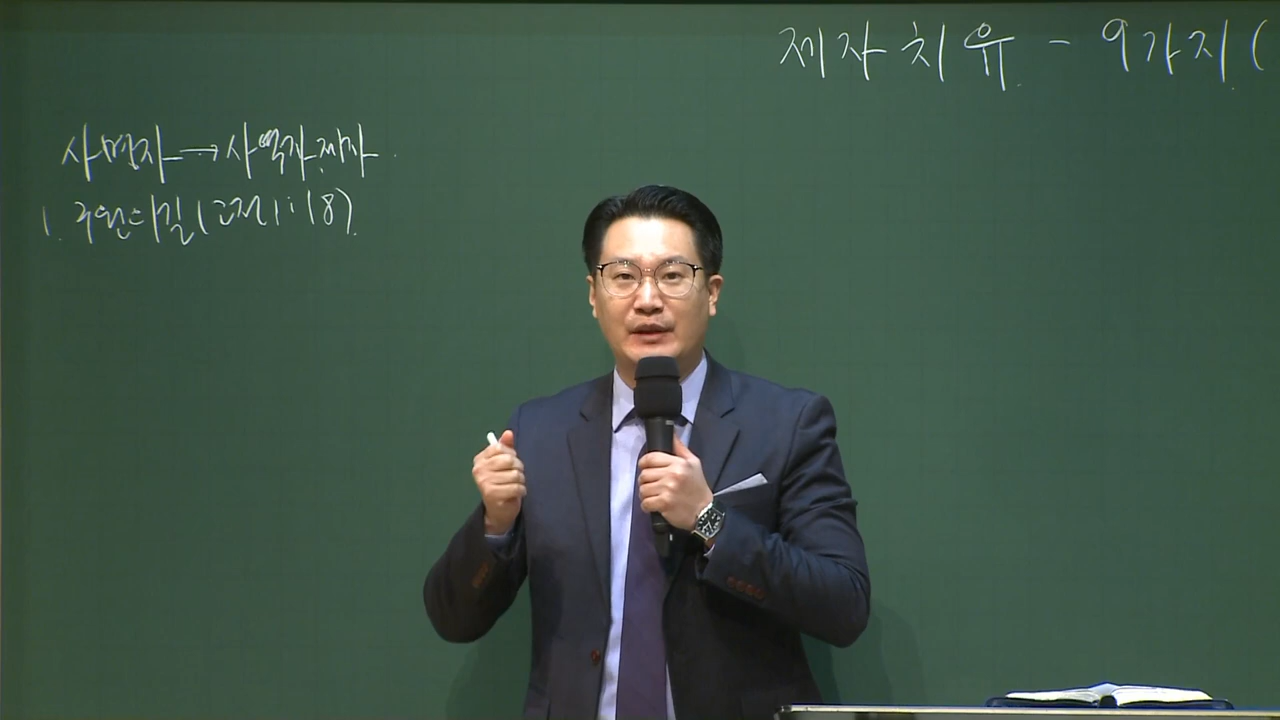 제자치유 - 9가지 (
사명자 → 사역자, 제자.
1. 구원의 길 (고전 1:18).